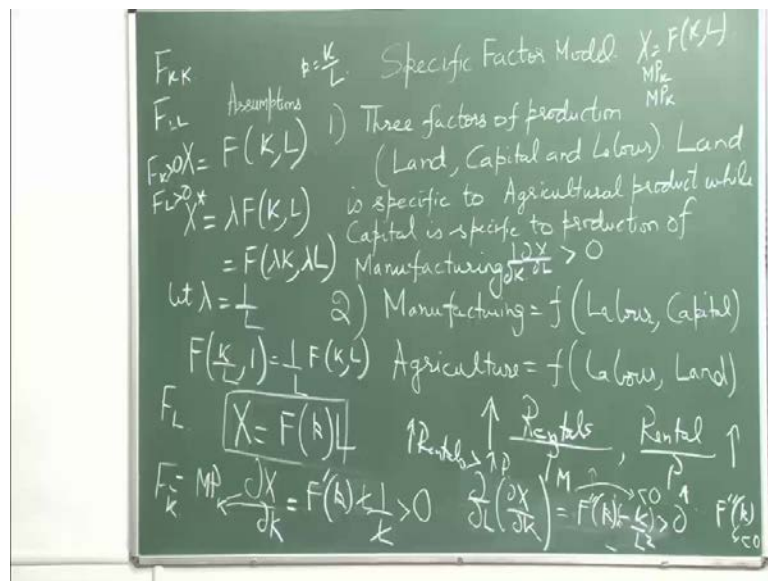 F_KK k = K/L Specific Factor Model X = F(K,L)
MP_K
MP_K
F_LL Assumptions 1) Three factors of production
F_K>0 X = F(K,L) (Land, Capital and Labour). Land
F_L>0 is specific to Agricultural product while
X* = λF(K,L) Capital is specific to production of
= F(λK,λL) Manufacturing ∂/∂K ∂X/∂L > 0
let λ = 1/L 2) Manufacturing = f(Labour, Capital)
F(K/L, 1) = 1/L F(K,L) Agriculture = f(Labour, Land)
F_L X = F(k)L ↑Rentals > ↑P ↑ Rentals/M , Rental/P ↑
F_K = MP_K ∂X/∂K = F'(k) L 1/L > 0 ∂/∂L (∂X/∂K) = F''(k) - K/L² > 0 F''(k) <0
<0